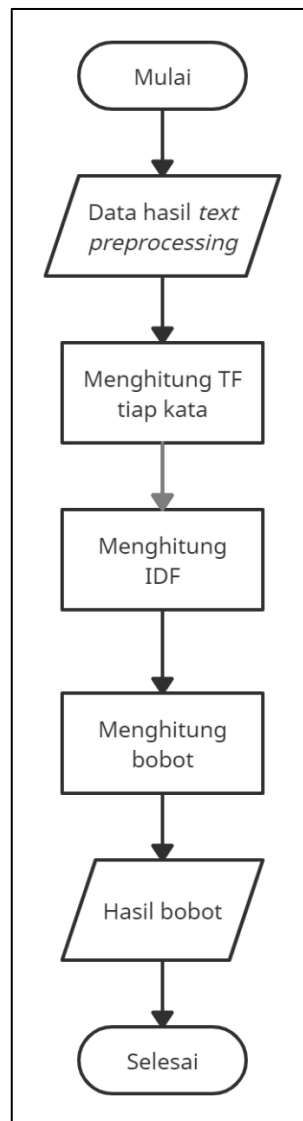 Mulai
Data hasil text
preprocessing
Menghitung TF
tiap kata
Menghitung
IDF
Menghitung
bobot
Hasil bobot
Selesai